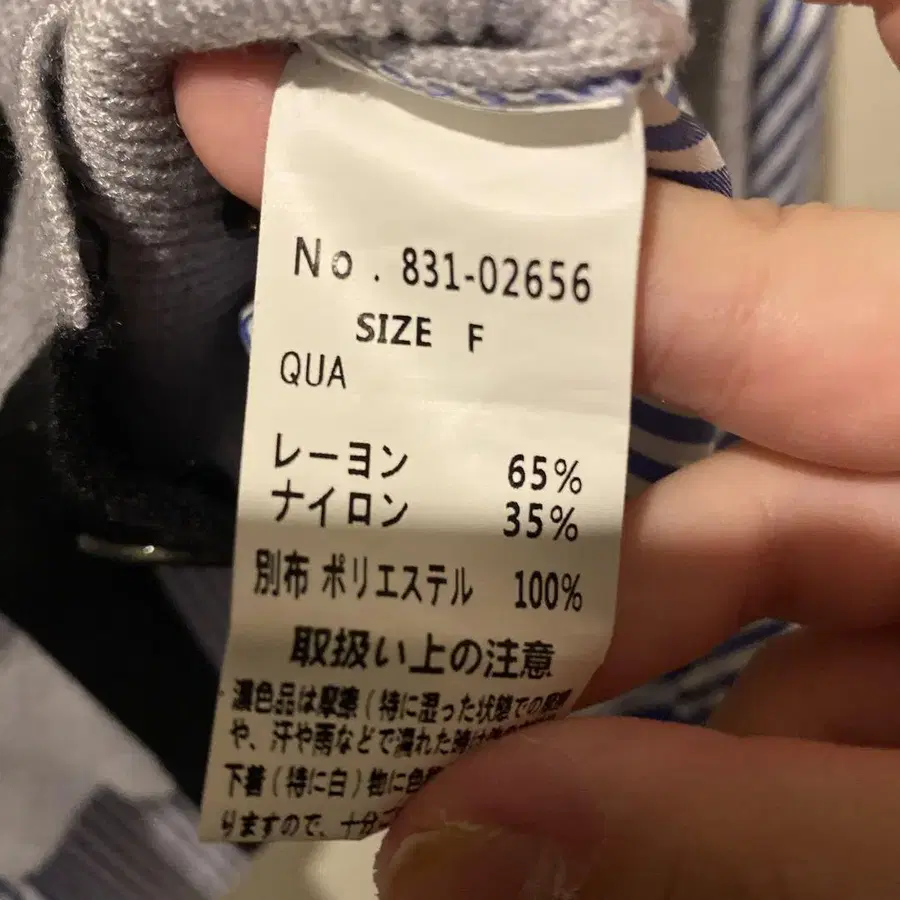 No. 831-02656
SIZE F
QUA
レーヨン 65%
ナイロン 35%
別布 ポリエステル 100%
取扱い上の注意
濃色品は摩擦(特に湿った状態での摩擦
や、汗や雨などで濡れた時は
下着(特に白)物に色
りますので、十分